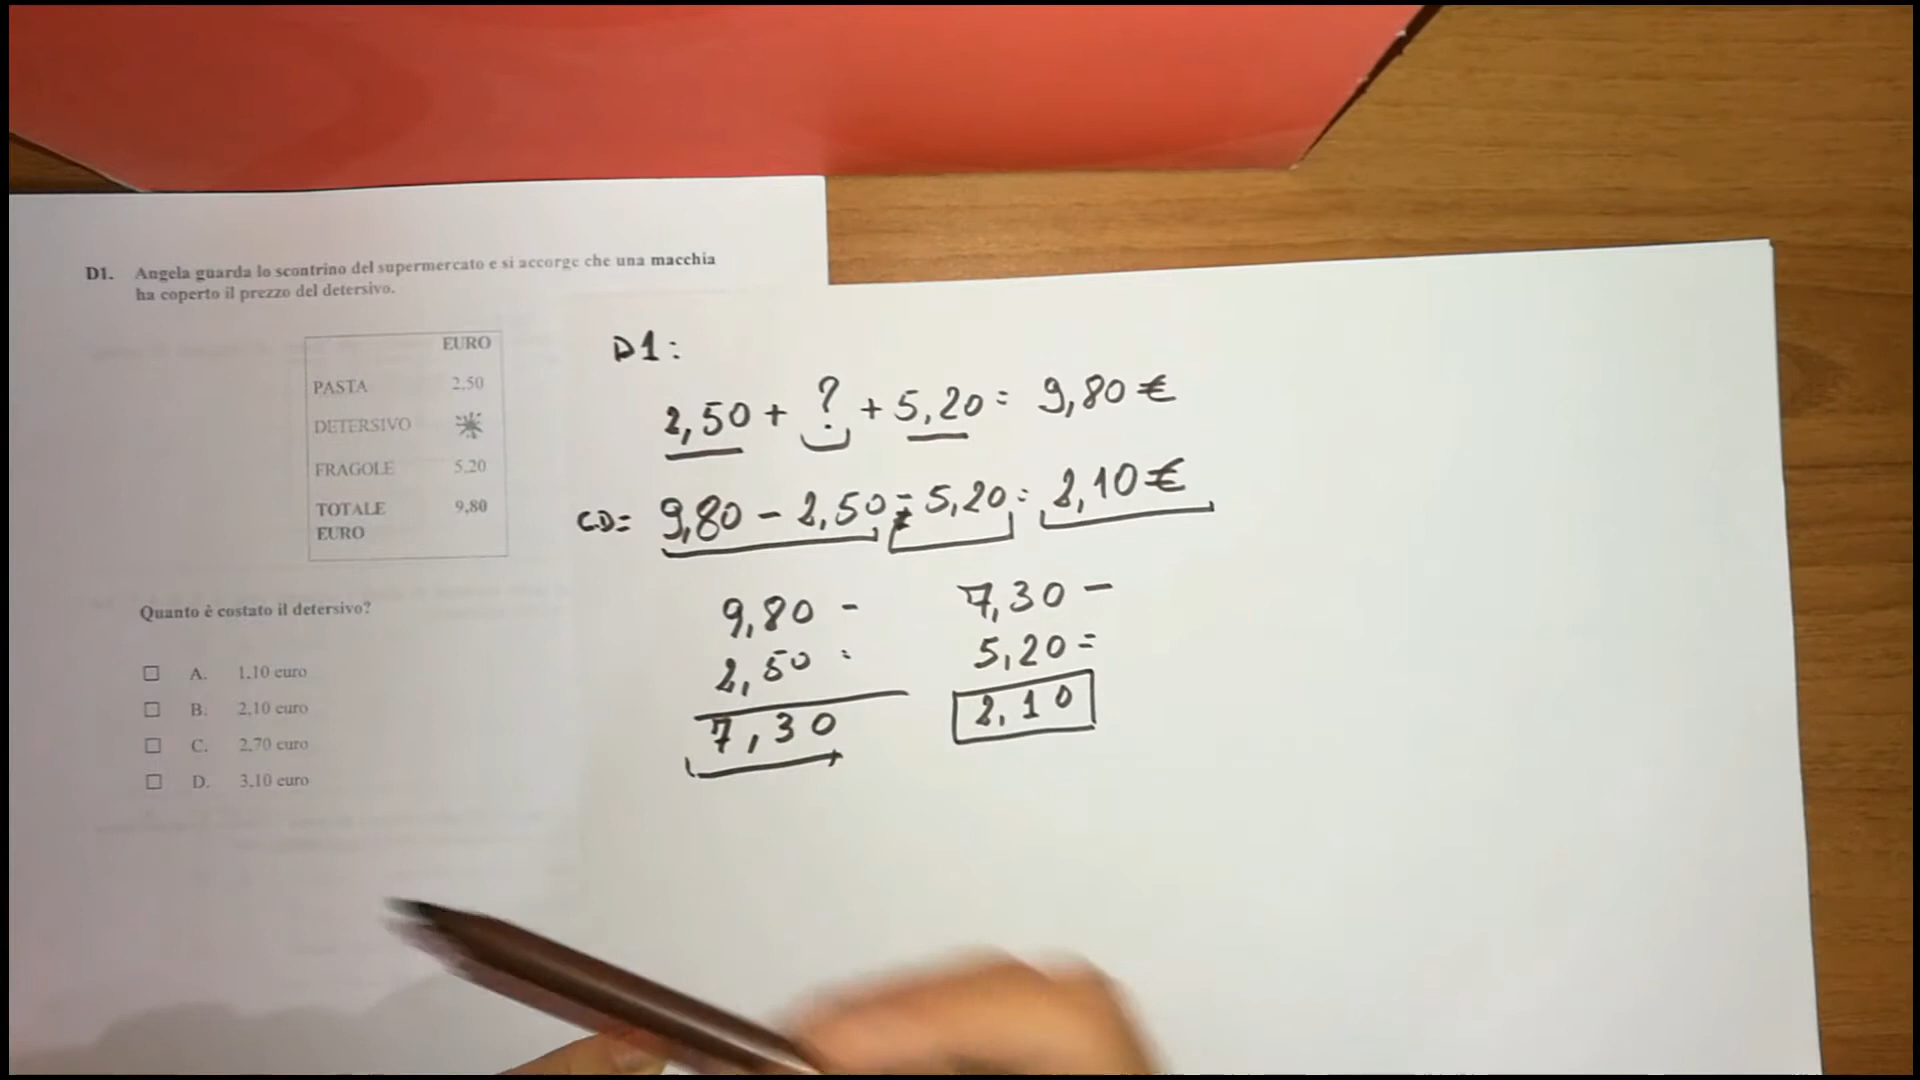 D1. Angela guarda lo scontrino del supermercato e si accorge che una macchia
ha coperto il prezzo del detersivo.
EURO
PASTA 2,50
DETERSIVO
FRAGOLE 5,20
TOTALE 9,80
EURO
Quanto è costato il detersivo?
A. 1,10 euro
B. 2,10 euro
C. 2,70 euro
D. 3,10 euro
D1:
2,50 + ? + 5,20 = 9,80 €
CD= 9,80 - 2,50 - 5,20 = 2,10 €
9,80 -
2,50 =
7,30
7,30 -
5,20 =
2,10